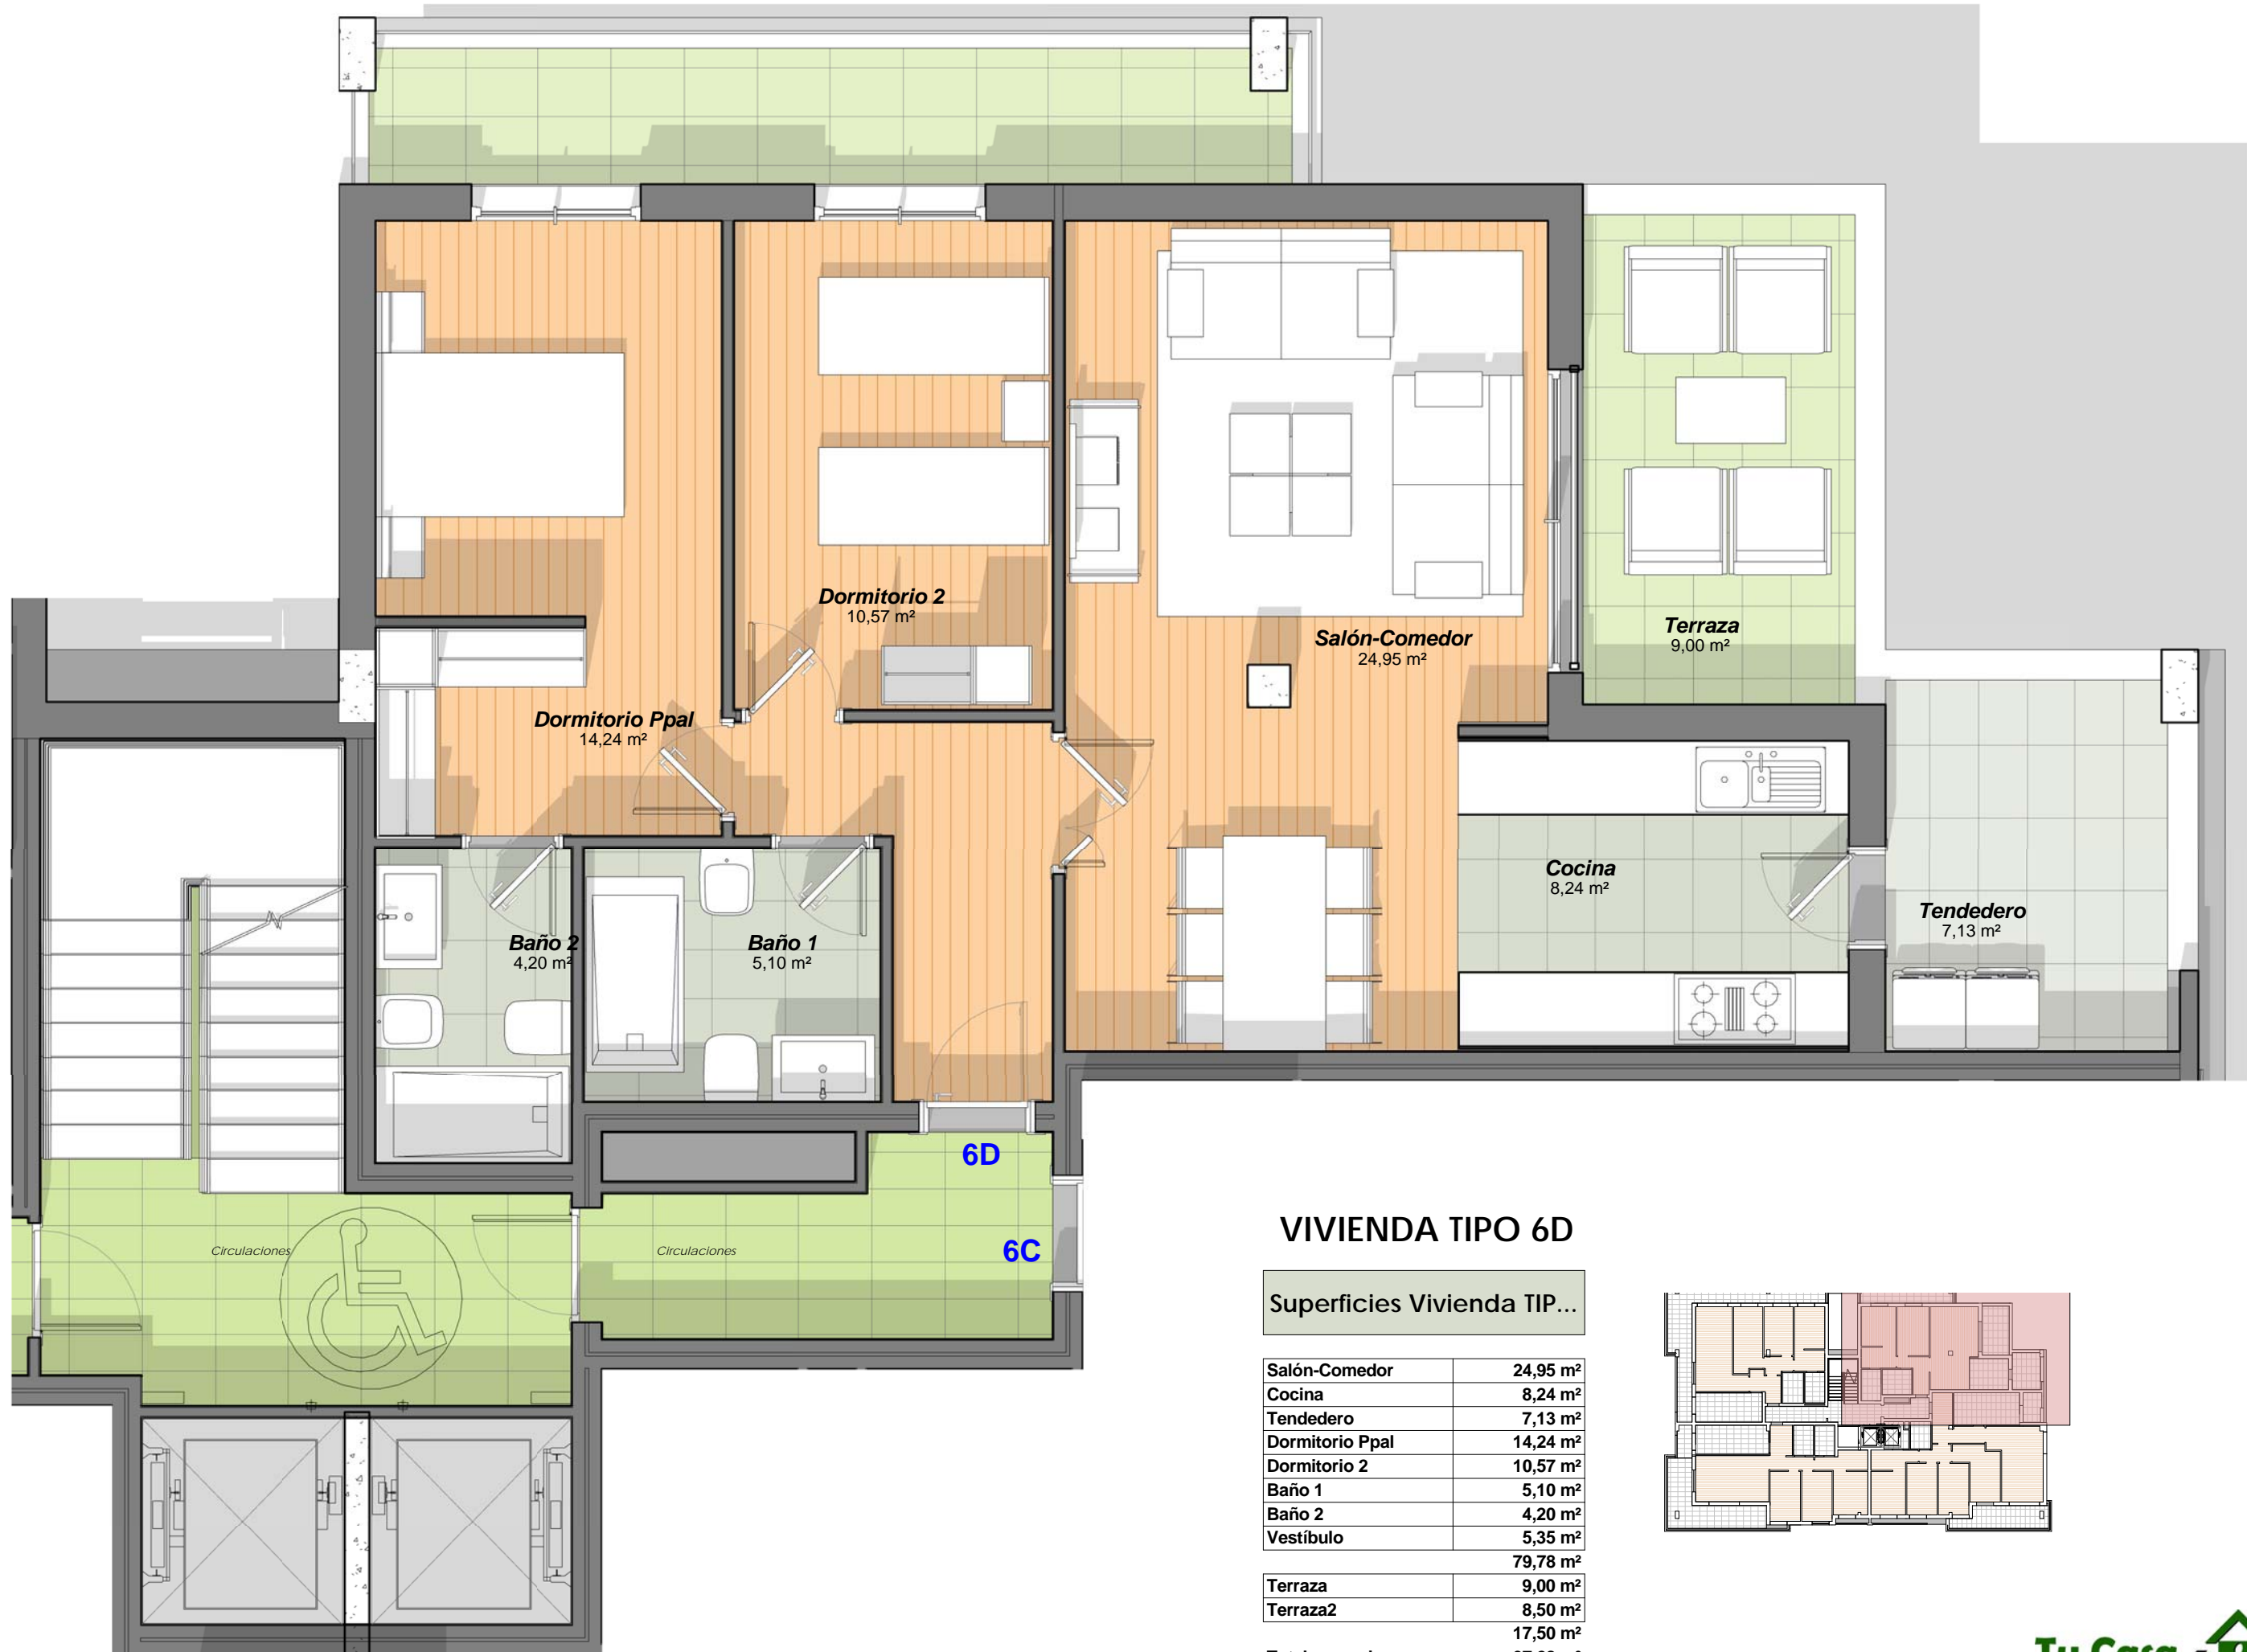 Dormitorio 2
10,57 m²
Salón-Comedor
24,95 m²
Terraza
9,00 m²
Dormitorio Ppal
14,24 m²
Cocina
8,24 m²
Tendedero
7,13 m²
Baño 2
4,20 m²
Baño 1
5,10 m²
6D
6C
Circulaciones
Circulaciones
VIVIENDA TIPO 6D
Superficies Vivienda TIP...
Salón-Comedor 24,95 m²
Cocina 8,24 m²
Tendedero 7,13 m²
Dormitorio Ppal 14,24 m²
Dormitorio 2 10,57 m²
Baño 1 5,10 m²
Baño 2 4,20 m²
Vestíbulo 5,35 m²
79,78 m²
Terraza 9,00 m²
Terraza2 8,50 m²
17,50 m²
Tu Casa